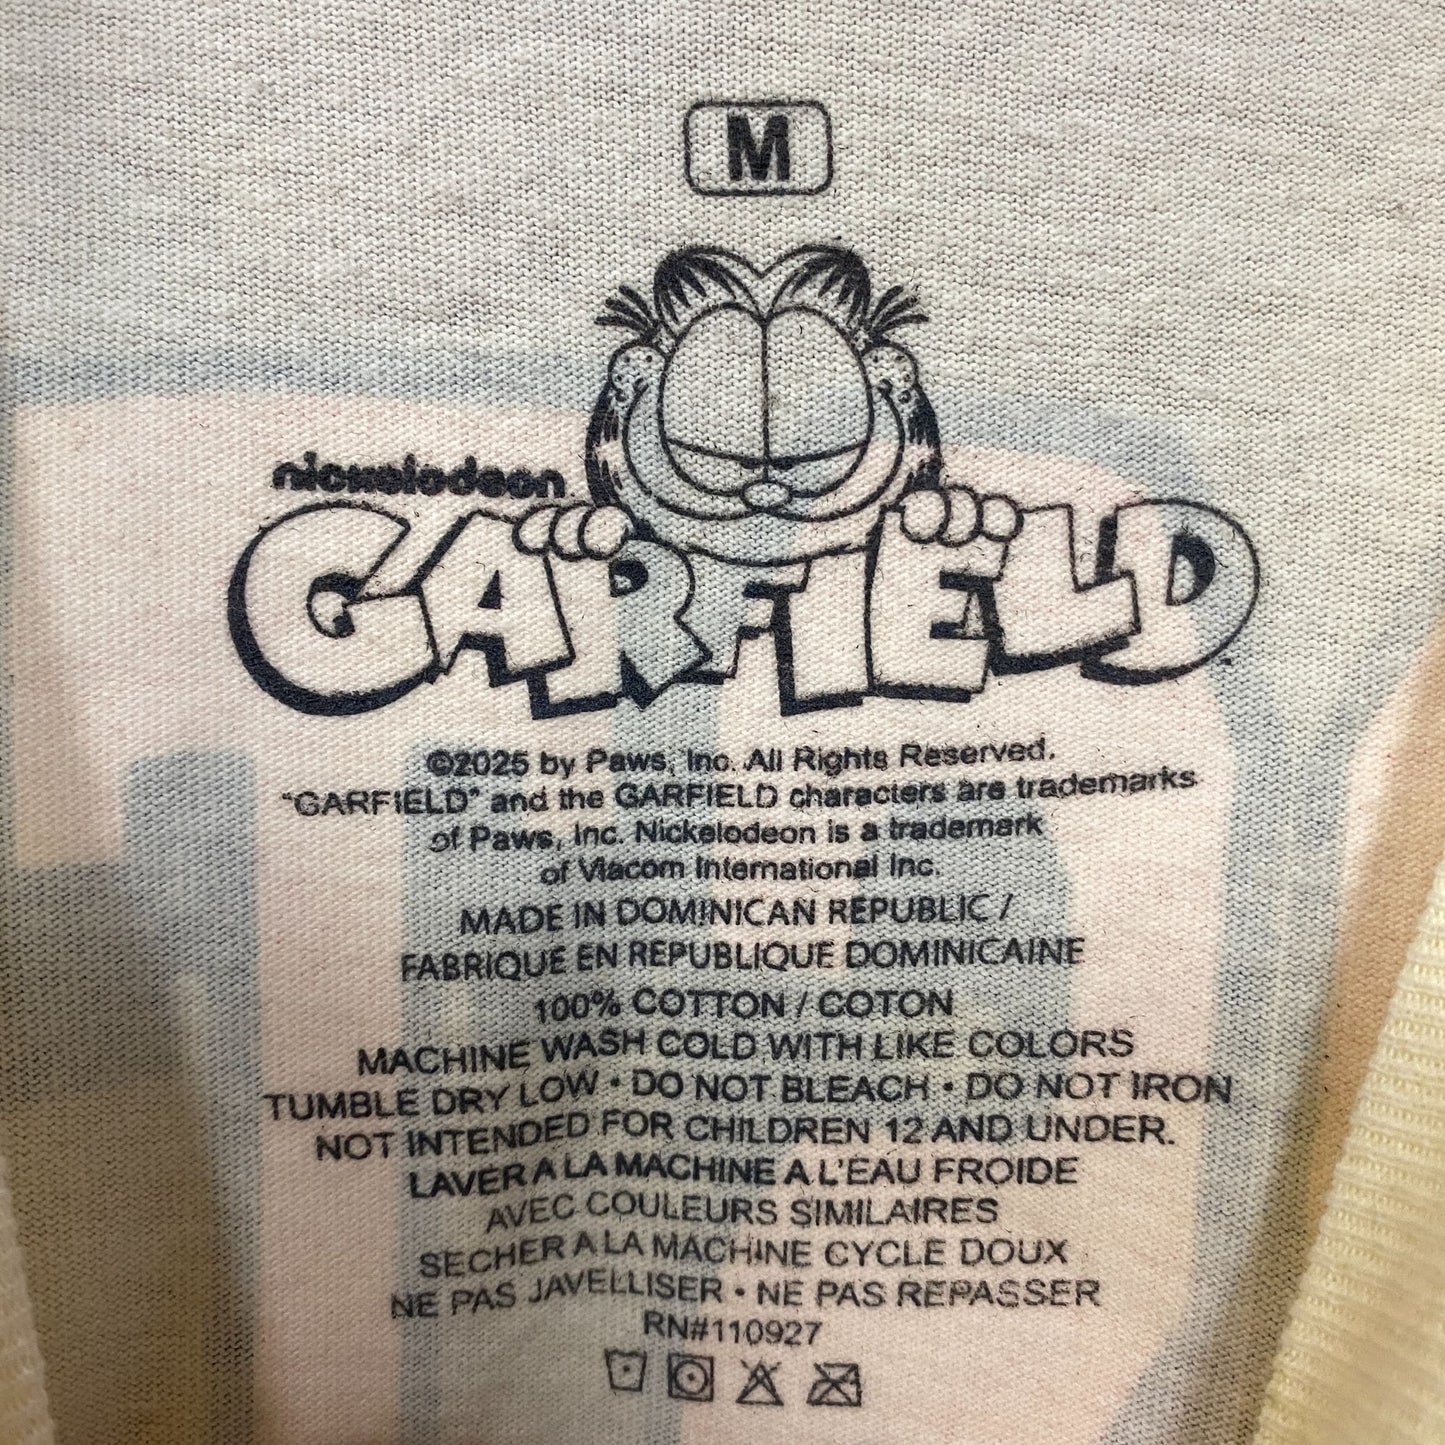 M
nickelodeon
GARFIELD
©2025 by Paws, Inc. All Rights Reserved.
"GARFIELD" and the GARFIELD characters are trademarks
of Paws, Inc. Nickelodeon is a trademark
of Viacom International Inc.
MADE IN DOMINICAN REPUBLIC /
FABRIQUE EN REPUBLIQUE DOMINICAINE
100% COTTON / COTON
MACHINE WASH COLD WITH LIKE COLORS
TUMBLE DRY LOW • DO NOT BLEACH • DO NOT IRON
NOT INTENDED FOR CHILDREN 12 AND UNDER.
LAVER A LA MACHINE A L'EAU FROIDE
AVEC COULEURS SIMILAIRES
SECHER A LA MACHINE CYCLE DOUX
NE PAS JAVELLISER • NE PAS REPASSER
RN#110927